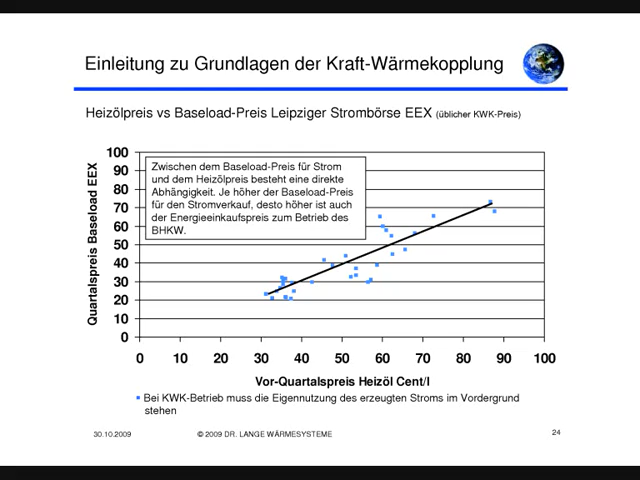 Einleitung zu Grundlagen der Kraft-Wärmekopplung
Heizölpreis vs Baseload-Preis Leipziger Strombörse EEX (üblicher KWK-Preis)
Quartalspreis Baseload EEX
100
90
80
70
60
50
40
30
20
10
0
Zwischen dem Baseload-Preis für Strom
und dem Heizölpreis besteht eine direkte
Abhängigkeit. Je höher der Baseload-Preis
für den Stromverkauf, desto höher ist auch
der Energieeinkaufspreis zum Betrieb des
BHKW.
0 10 20 30 40 50 60 70 80 90 100
Vor-Quartalspreis Heizöl Cent/l
Bei KWK-Betrieb muss die Eigennutzung des erzeugten Stroms im Vordergrund
stehen
30.10.2009 © 2009 DR. LANGE WÄRMESYSTEME 24